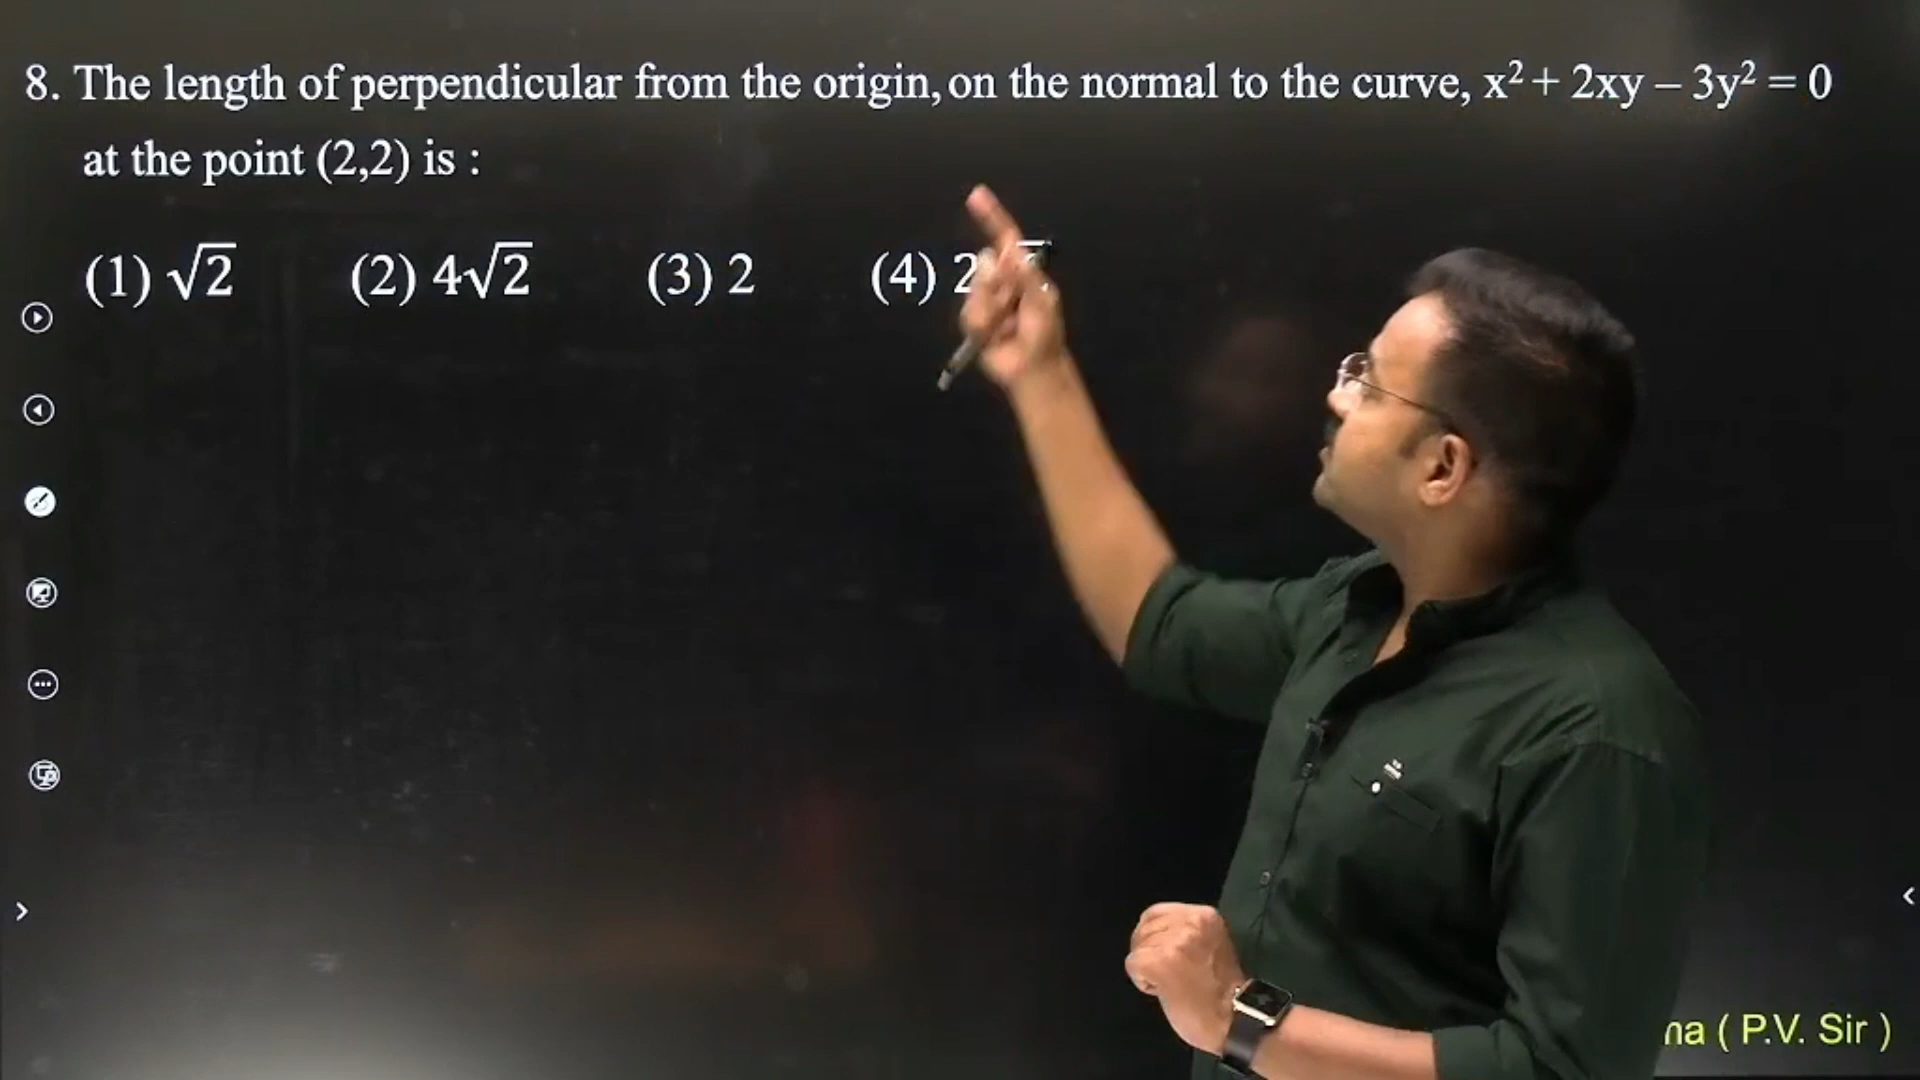 8. The length of perpendicular from the origin, on the normal to the curve, x² + 2xy – 3y² = 0
at the point (2,2) is :
(1) √2 (2) 4√2 (3) 2 (4) 2
( P.V. Sir )